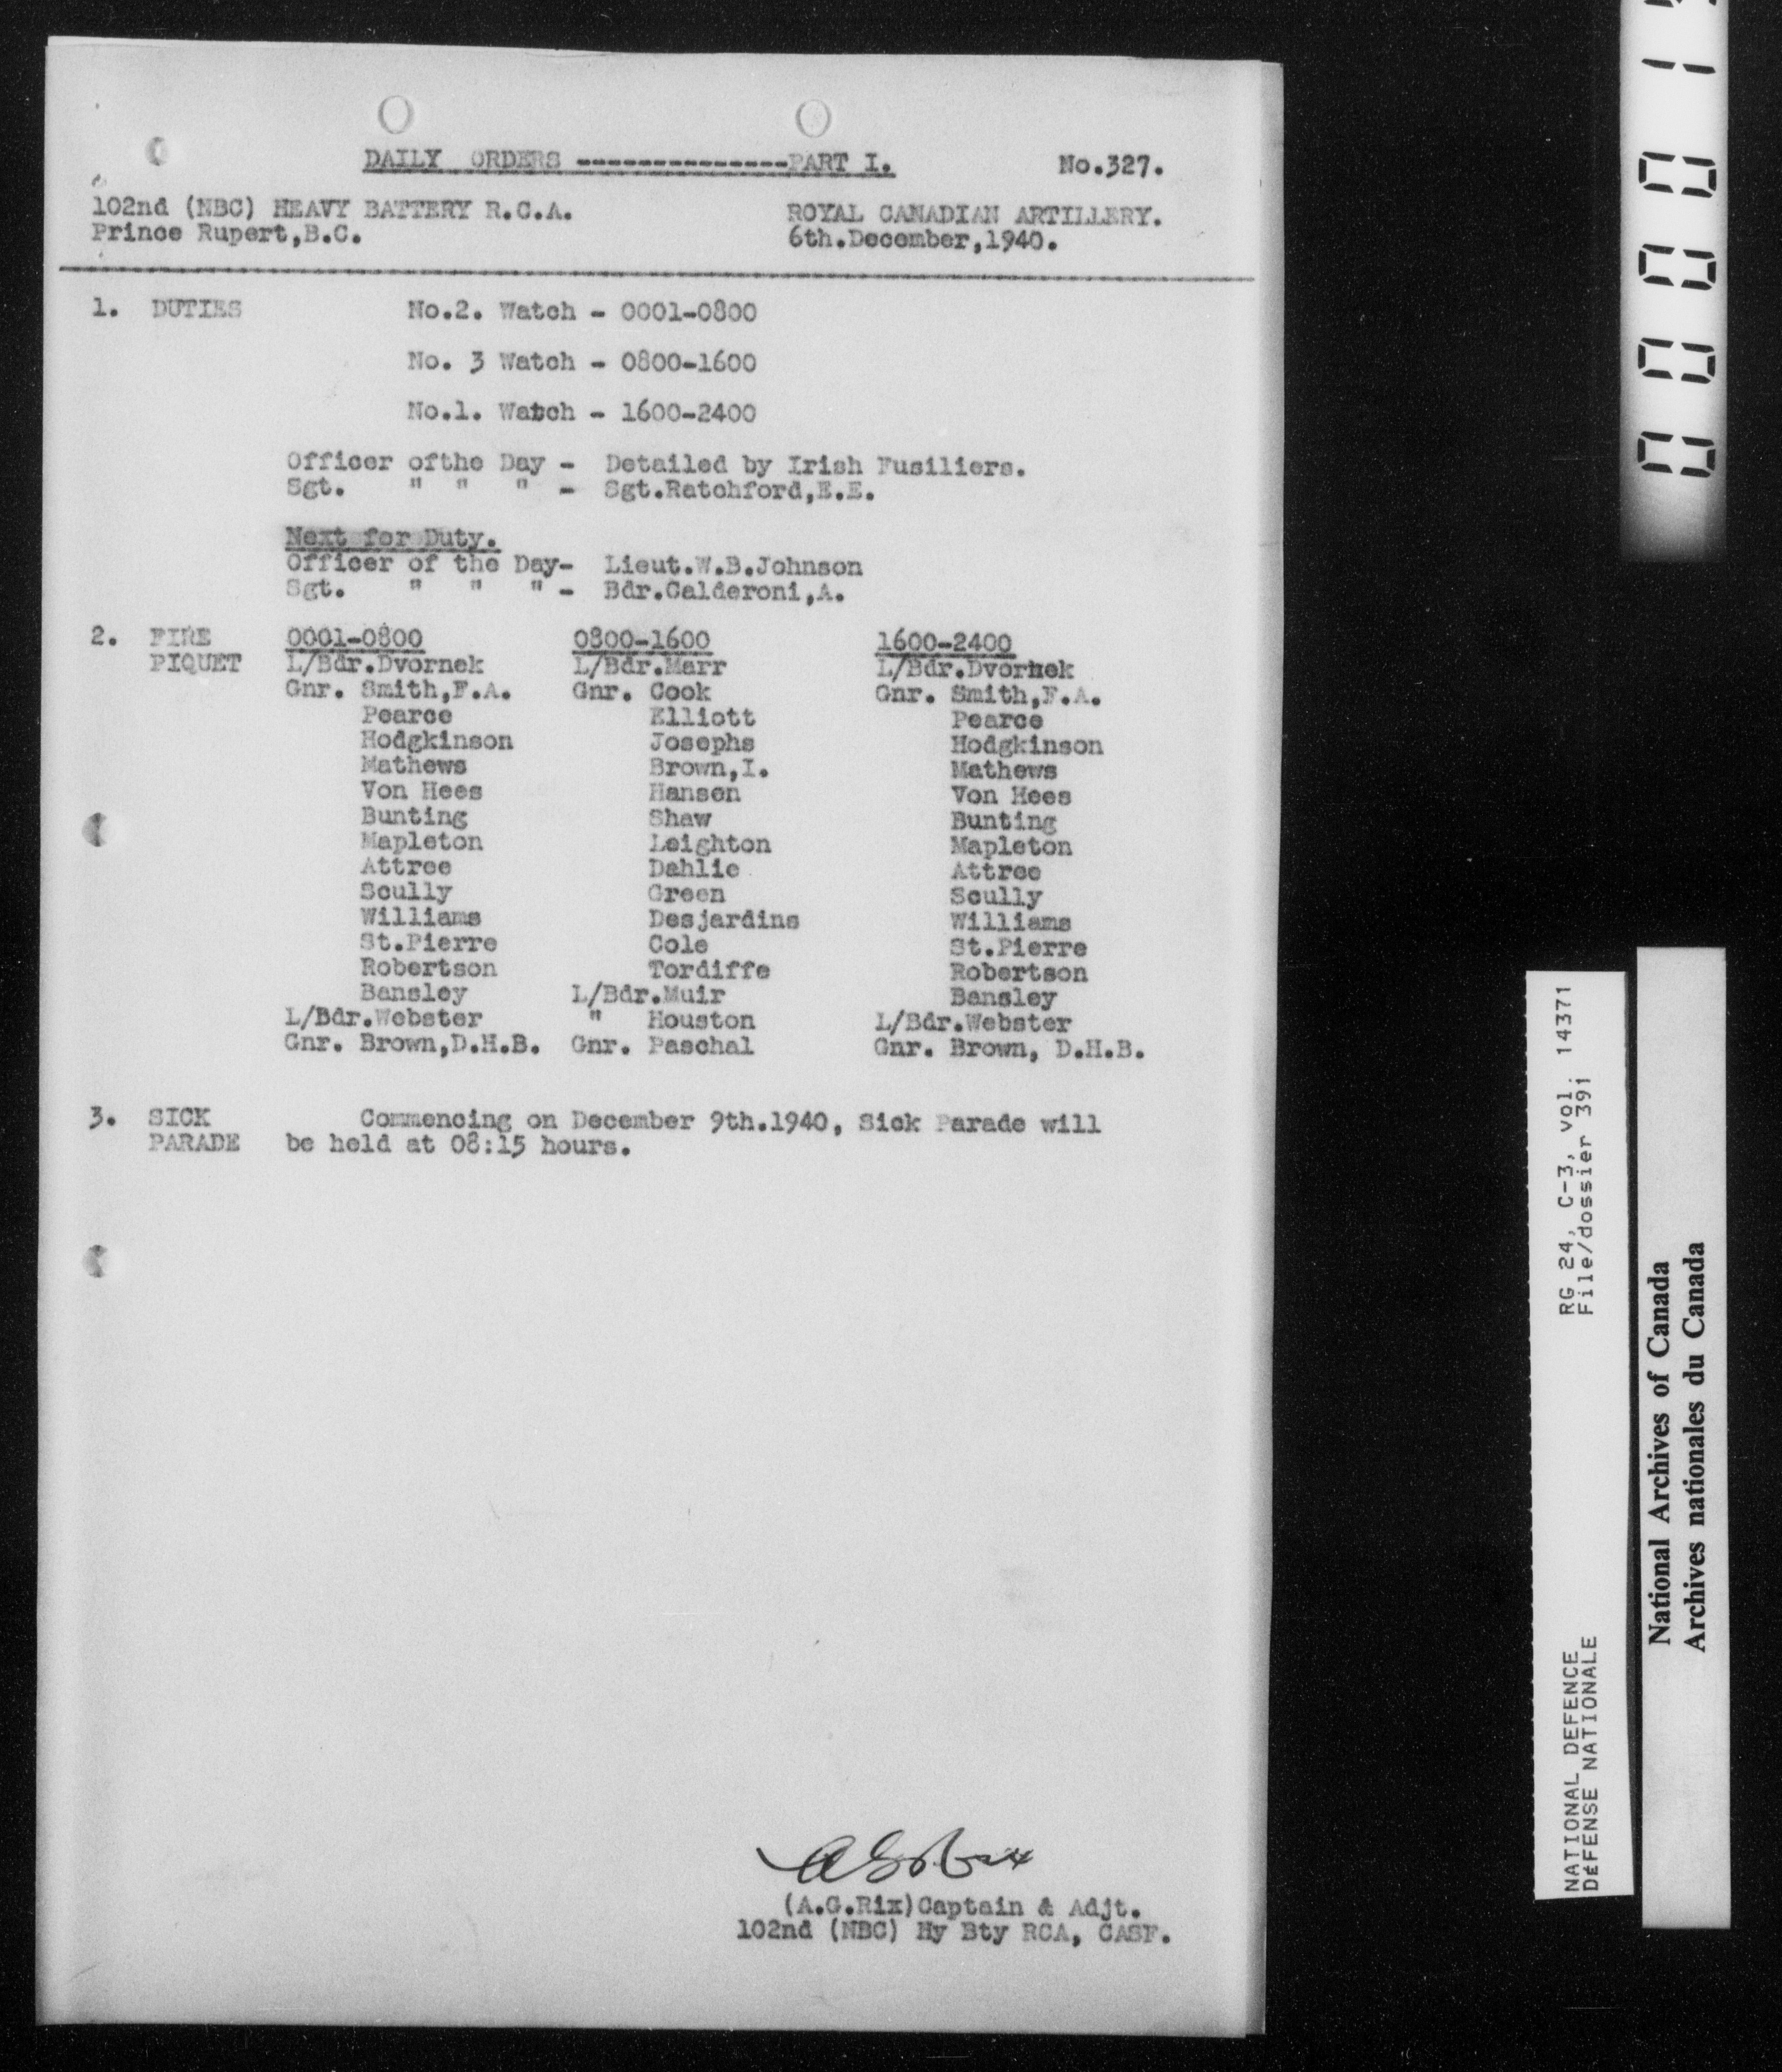 DAILY ORDERS --------------PART I. No.327.
102nd (NBC) HEAVY BATTERY R.C.A. ROYAL CANADIAN ARTILLERY.
Prince Rupert,B.C. 6th.December,1940.
1. DUTIES No.2. Watch - 0001-0800
No. 3 Watch - 0800-1600
No.1. Watch - 1600-2400
Officer ofthe Day - Detailed by Irish Fusiliers.
Sgt. " " " - Sgt.Ratchford,E.E.
Next for Duty.
Officer of the Day- Lieut.W.B.Johnson
Sgt. " " " - Bdr.Calderoni,A.
2. FIRE 0001-0800 0800-1600 1600-2400
PIQUET L/Bdr.Dvornek L/Bdr.Marr L/Bdr.Dvornek
Gnr. Smith,F.A. Gnr. Cook Gnr. Smith,F.A.
Pearce Elliott Pearce
Hodgkinson Josephs Hodgkinson
Mathews Brown,I. Mathews
Von Hees Hansen Von Hees
Bunting Shaw Bunting
Mapleton Leighton Mapleton
Attree Dahlie Attree
Scully Green Scully
Williams Desjardins Williams
St.Pierre Cole St.Pierre
Robertson Tordiffe Robertson
Bansley L/Bdr.Muir Bansley
L/Bdr.Webster " Houston L/Bdr.Webster
Gnr. Brown,D.H.B. Gnr. Paschal Gnr. Brown, D.H.B.
3. SICK Commencing on December 9th.1940, Sick Parade will
PARADE be held at 08:15 hours.
(A.G.Rix)Captain & Adjt.
102nd (NBC) Hy Bty RCA, CASF.
NATIONAL DEFENCE RG 24, C-3, vol. 14371
DÉFENSE NATIONALE File/dossier 391
National Archives of Canada
Archives nationales du Canada